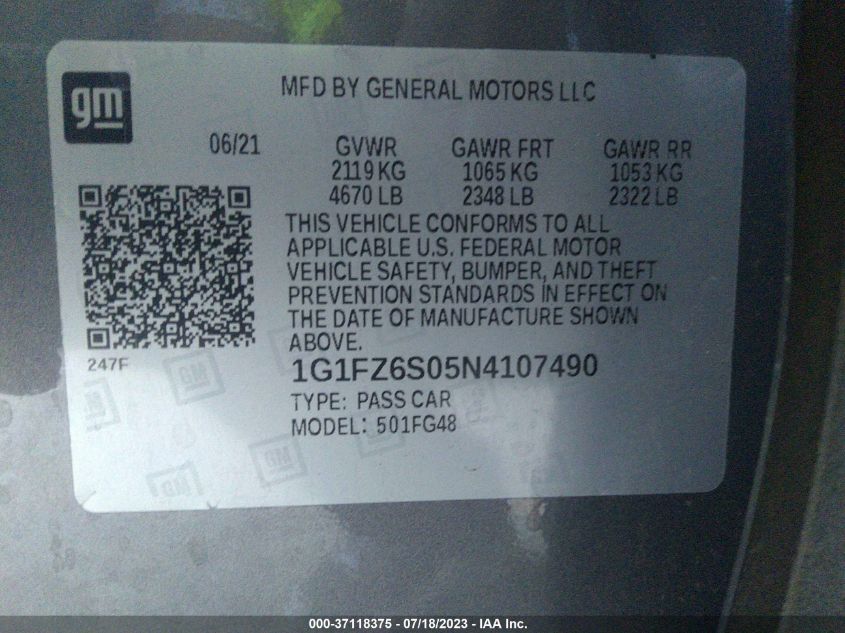 gm
MFD BY GENERAL MOTORS LLC
06/21 GVWR GAWR FRT GAWR RR
2119 KG 1065 KG 1053 KG
4670 LB 2348 LB 2322 LB
THIS VEHICLE CONFORMS TO ALL
APPLICABLE U.S. FEDERAL MOTOR
VEHICLE SAFETY, BUMPER, AND THEFT
PREVENTION STANDARDS IN EFFECT ON
THE DATE OF MANUFACTURE SHOWN
ABOVE.
247F
1G1FZ6S05N4107490
TYPE: PASS CAR
MODEL: 501FG48
000-37118375 - 07/18/2023 - IAA Inc.